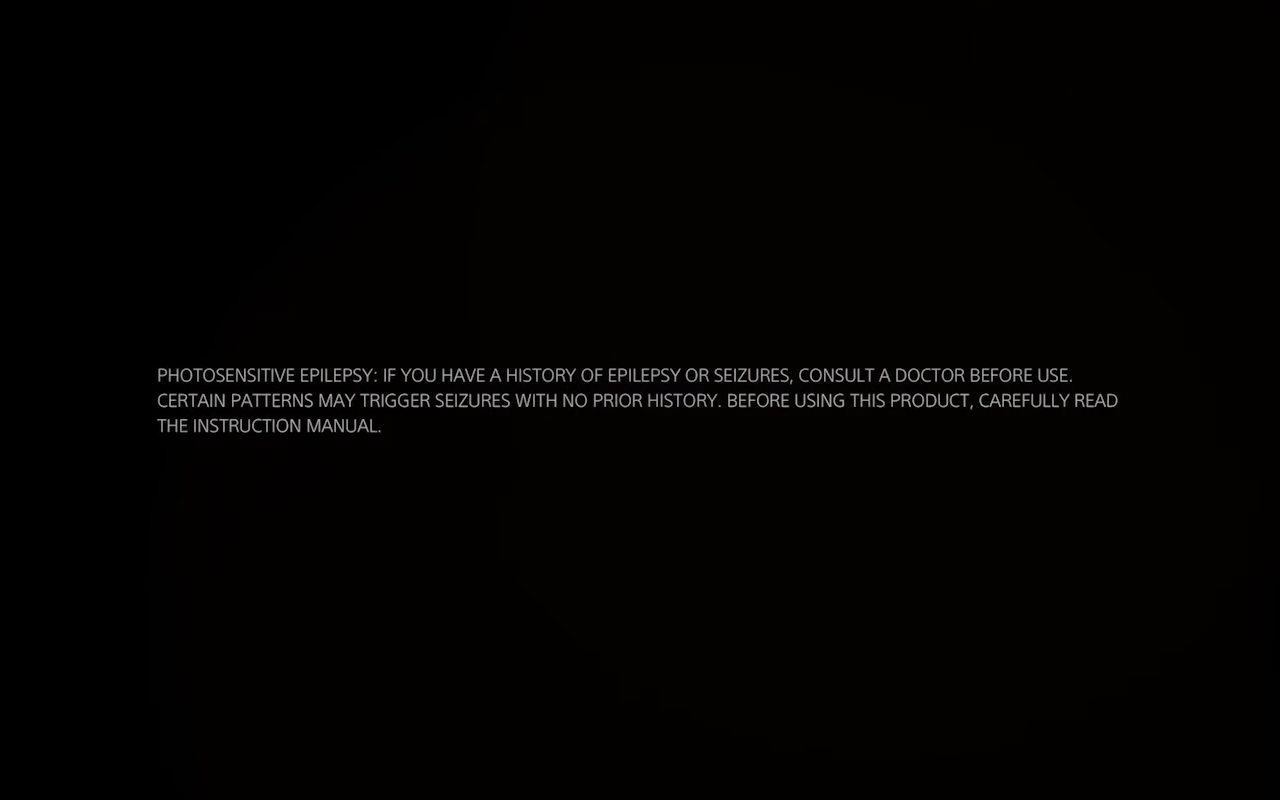 PHOTOSENSITIVE EPILEPSY: IF YOU HAVE A HISTORY OF EPILEPSY OR SEIZURES, CONSULT A DOCTOR BEFORE USE.
CERTAIN PATTERNS MAY TRIGGER SEIZURES WITH NO PRIOR HISTORY. BEFORE USING THIS PRODUCT, CAREFULLY READ
THE INSTRUCTION MANUAL.